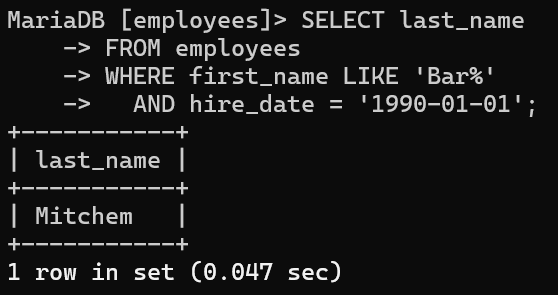 MariaDB [employees]> SELECT last_name
    -> FROM employees
    -> WHERE first_name LIKE 'Bar%'
    ->   AND hire_date = '1990-01-01';
+-----------+
| last_name |
+-----------+
| Mitchem   |
+-----------+
1 row in set (0.047 sec)